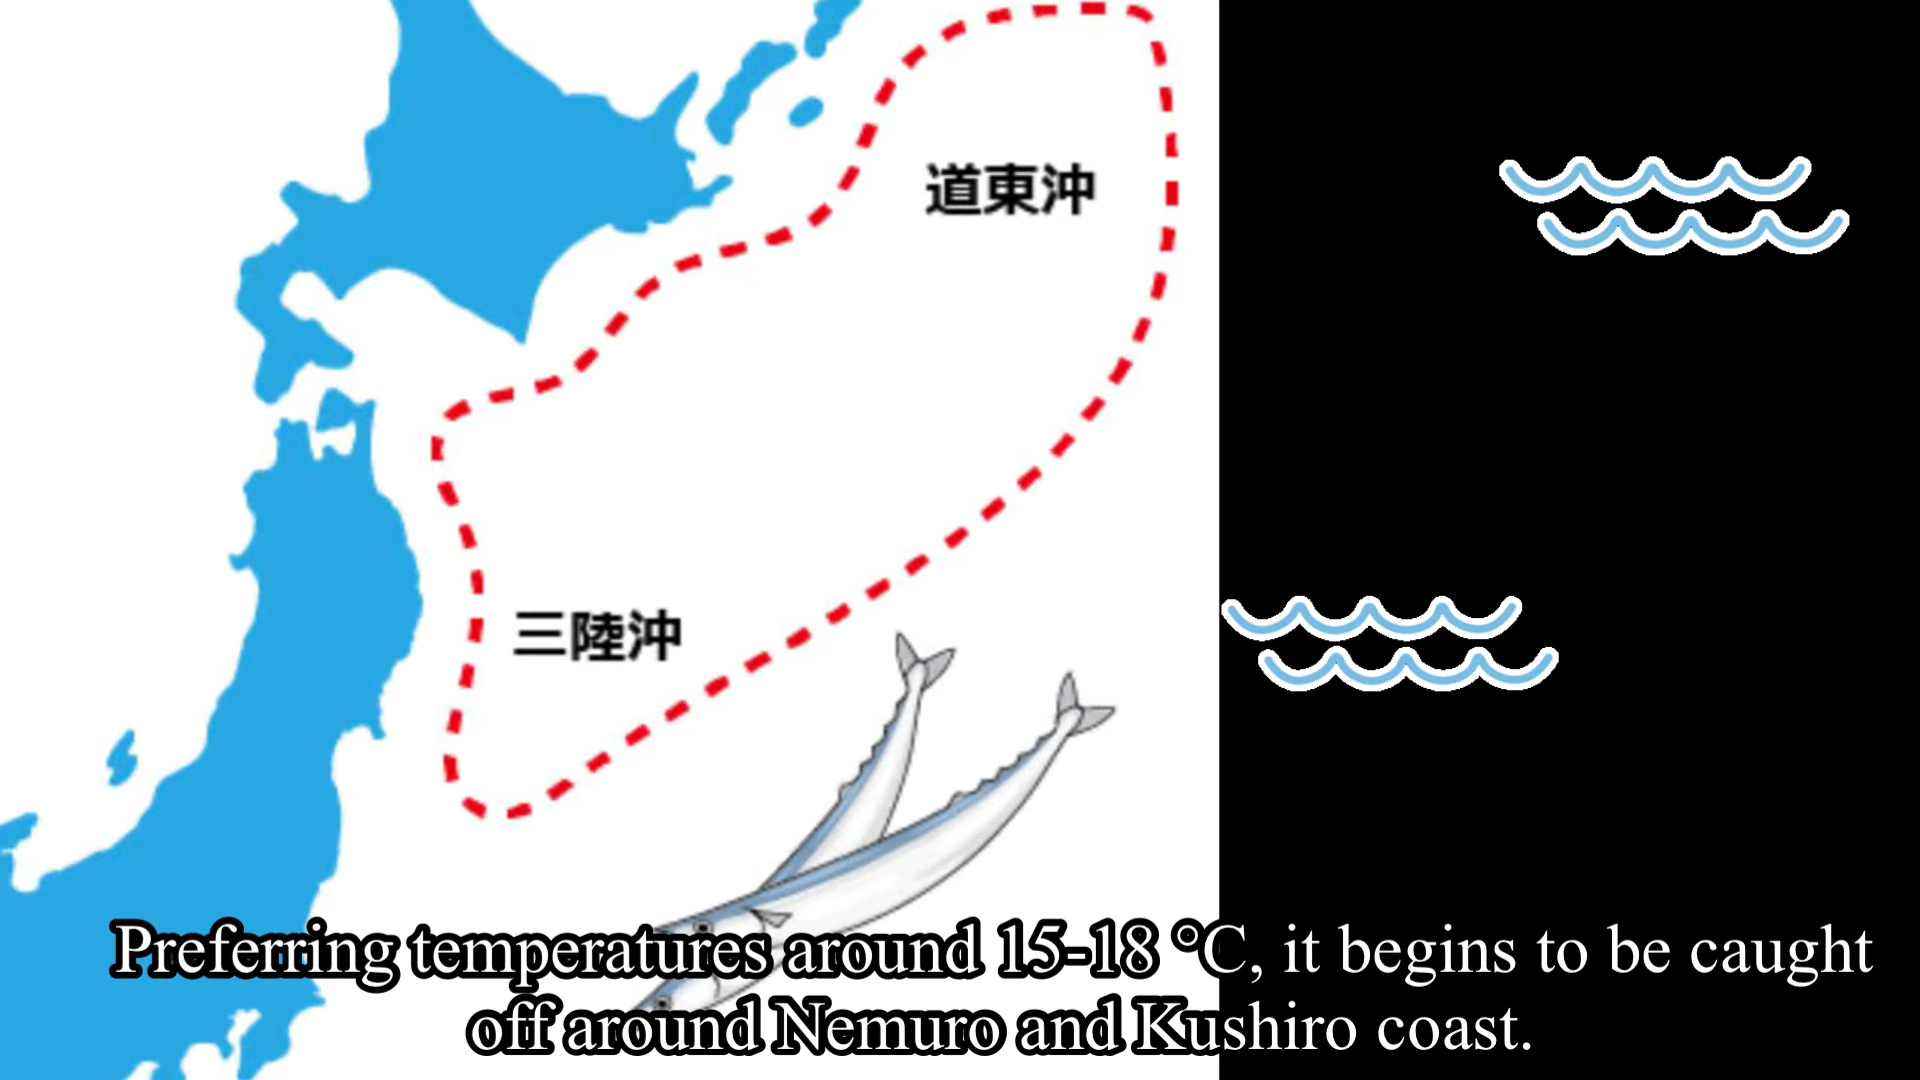 道東沖
三陸沖
Preferring temperatures around 15-18 °C, it begins to be caught
off around Nemuro and Kushiro coast.